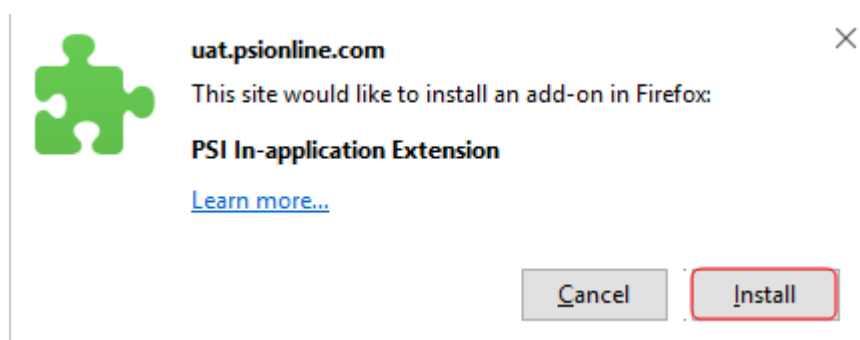 uat.psionline.com
This site would like to install an add-on in Firefox:
PSI In-application Extension
Learn more...
Cancel Install